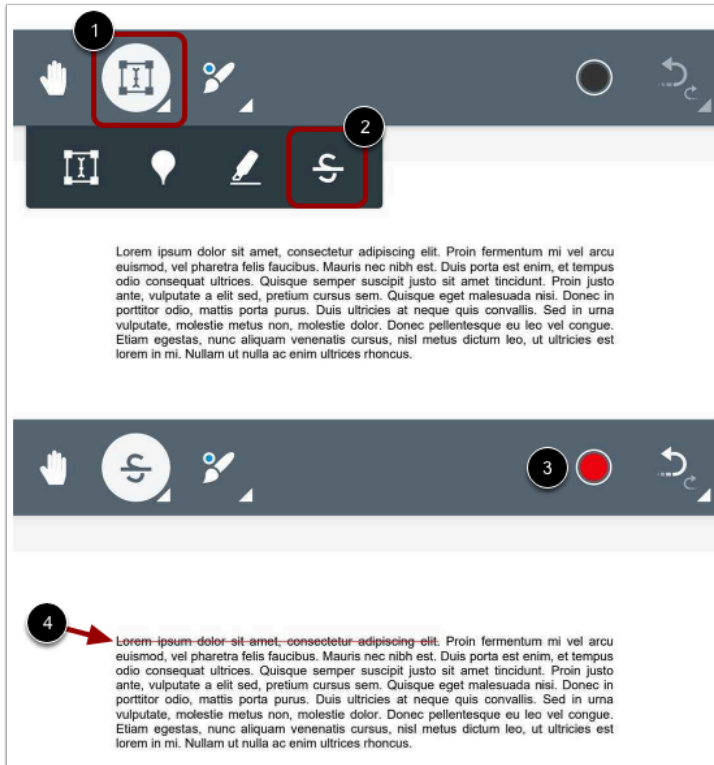 1
2
Lorem ipsum dolor sit amet, consectetur adipiscing elit. Proin fermentum mi vel arcu
euismod, vel pharetra felis faucibus. Mauris nec nibh est. Duis porta est enim, et tempus
odio consequat ultrices. Quisque semper suscipit justo sit amet tincidunt. Proin justo
ante, vulputate a elit sed, pretium cursus sem. Quisque eget malesuada nisi. Donec in
porttitor odio, mattis porta purus. Duis ultricies at neque quis convallis. Sed in urna
vulputate, molestie metus non, molestie dolor. Donec pellentesque eu leo vel congue.
Etiam egestas, nunc aliquam venenatis cursus, nisl metus dictum leo, ut ultricies est
lorem in mi. Nullam ut nulla ac enim ultrices rhoncus.
S
3
4
Lorem ipsum dolor sit amet, consectetur adipiscing elit. Proin fermentum mi vel arcu
euismod, vel pharetra felis faucibus. Mauris nec nibh est. Duis porta est enim, et tempus
odio consequat ultrices. Quisque semper suscipit justo sit amet tincidunt. Proin justo
ante, vulputate a elit sed, pretium cursus sem. Quisque eget malesuada nisi. Donec in
porttitor odio, mattis porta purus. Duis ultricies at neque quis convallis. Sed in urna
vulputate, molestie metus non, molestie dolor. Donec pellentesque eu leo vel congue.
Etiam egestas, nunc aliquam venenatis cursus, nisl metus dictum leo, ut ultricies est
lorem in mi. Nullam ut nulla ac enim ultrices rhoncus.